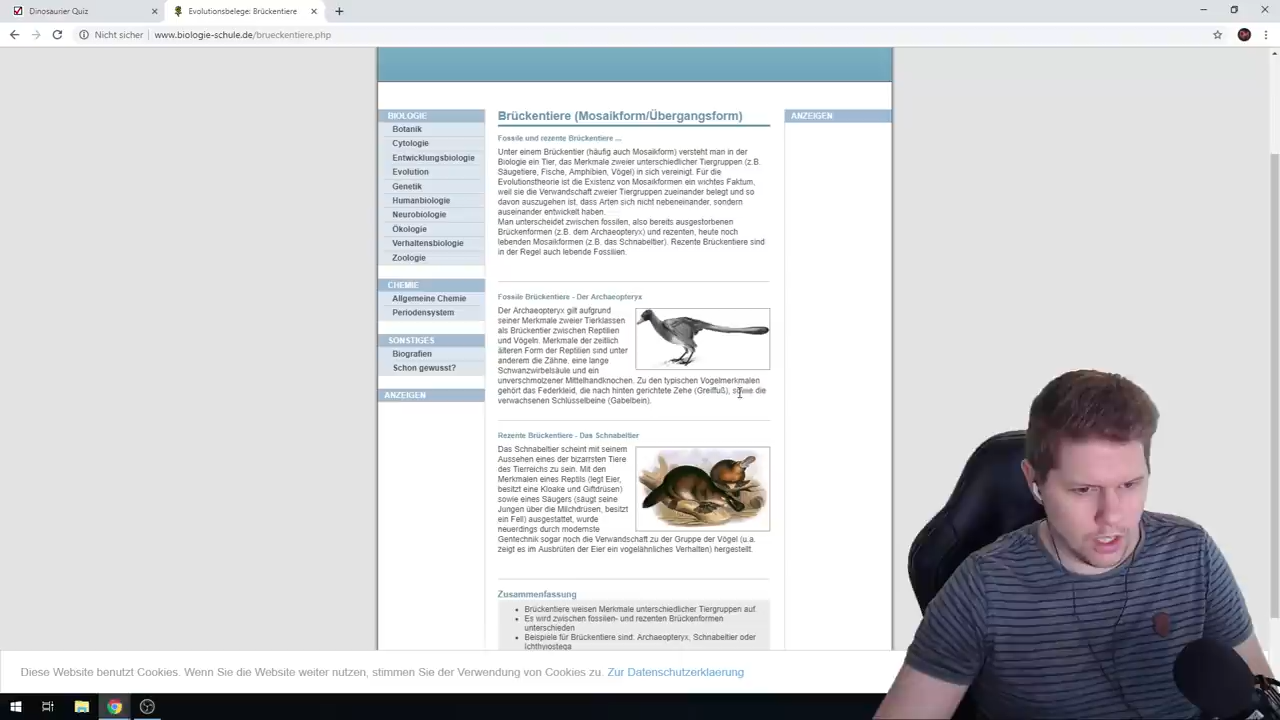 Dinosaurier Quiz
Evolutionsbelege: Brückentiere
Nicht sicher
www.biologie-schule.de/brueckentiere.php
BIOLOGIE
Botanik
Cytologie
Entwicklungsbiologie
Evolution
Genetik
Humanbiologie
Neurobiologie
Ökologie
Verhaltensbiologie
Zoologie
CHEMIE
Allgemeine Chemie
Periodensystem
SONSTIGES
Biografien
Schon gewusst?
ANZEIGEN
Brückentiere (Mosaikform/Übergangsform)
Fossile und rezente Brückentiere ...
Unter einem Brückentier (häufig auch Mosaikform) versteht man in der
Biologie ein Tier, das Merkmale zweier unterschiedlicher Tiergruppen (z.B.
Säugetiere, Fische, Amphibien, Vögel) in sich vereinigt. Für die
Evolutionstheorie ist die Existenz von Mosaikformen ein wichtes Faktum,
weil sie die Verwandschaft zweier Tiergruppen zueinander belegt und so
davon auszugehen ist, dass Arten sich nicht nebeneinander, sondern
auseinander entwickelt haben.
Man unterscheidet zwischen fossilen, also bereits ausgestorbenen
Brückenformen (z.B. dem Archaeopteryx) und rezenten, heute noch
lebenden Mosaikformen (z.B. das Schnabeltier). Rezente Brückentiere sind
in der Regel auch lebende Fossilien.
Fossile Brückentiere - Der Archaeopteryx
Der Archaeopteryx gilt aufgrund
seiner Merkmale zweier Tierklassen
als Brückentier zwischen Reptilien
und Vögeln. Merkmale der zeitlich
älteren Form der Reptilien sind unter
anderem die Zähne, eine lange
Schwanzwirbelsäule und ein
unverschmolzener Mittelhandknochen. Zu den typischen Vogelmerkmalen
gehört das Federkleid, die nach hinten gerichtete Zehe (Greiffuß), sowie die
verwachsenen Schlüsselbeine (Gabelbein).
Rezente Brückentiere - Das Schnabeltier
Das Schnabeltier scheint mit seinem
Aussehen eines der bizarrsten Tiere
des Tierreichs zu sein. Mit den
Merkmalen eines Reptils (legt Eier,
besitzt eine Kloake und Giftdrüsen)
sowie eines Säugers (säugt seine
Jungen über die Milchdrüsen, besitzt
ein Fell) ausgestattet, wurde
neuerdings durch modernste
Gentechnik sogar noch die Verwandschaft zu der Gruppe der Vögel (u.a.
zeigt es im Ausbrüten der Eier ein vogelähnliches Verhalten) hergestellt.
Zusammenfassung
Brückentiere weisen Merkmale unterschiedlicher Tiergruppen auf
Es wird zwischen fossilen- und rezenten Brückenformen
unterschieden
Beispiele für Brückentiere sind: Archaeopteryx, Schnabeltier oder
Ichthyostega
ANZEIGEN
Diese Website benutzt Cookies. Wenn Sie die Website weiter nutzen, stimmen Sie der Verwendung von Cookies zu. Zur Datenschutzerklaerung